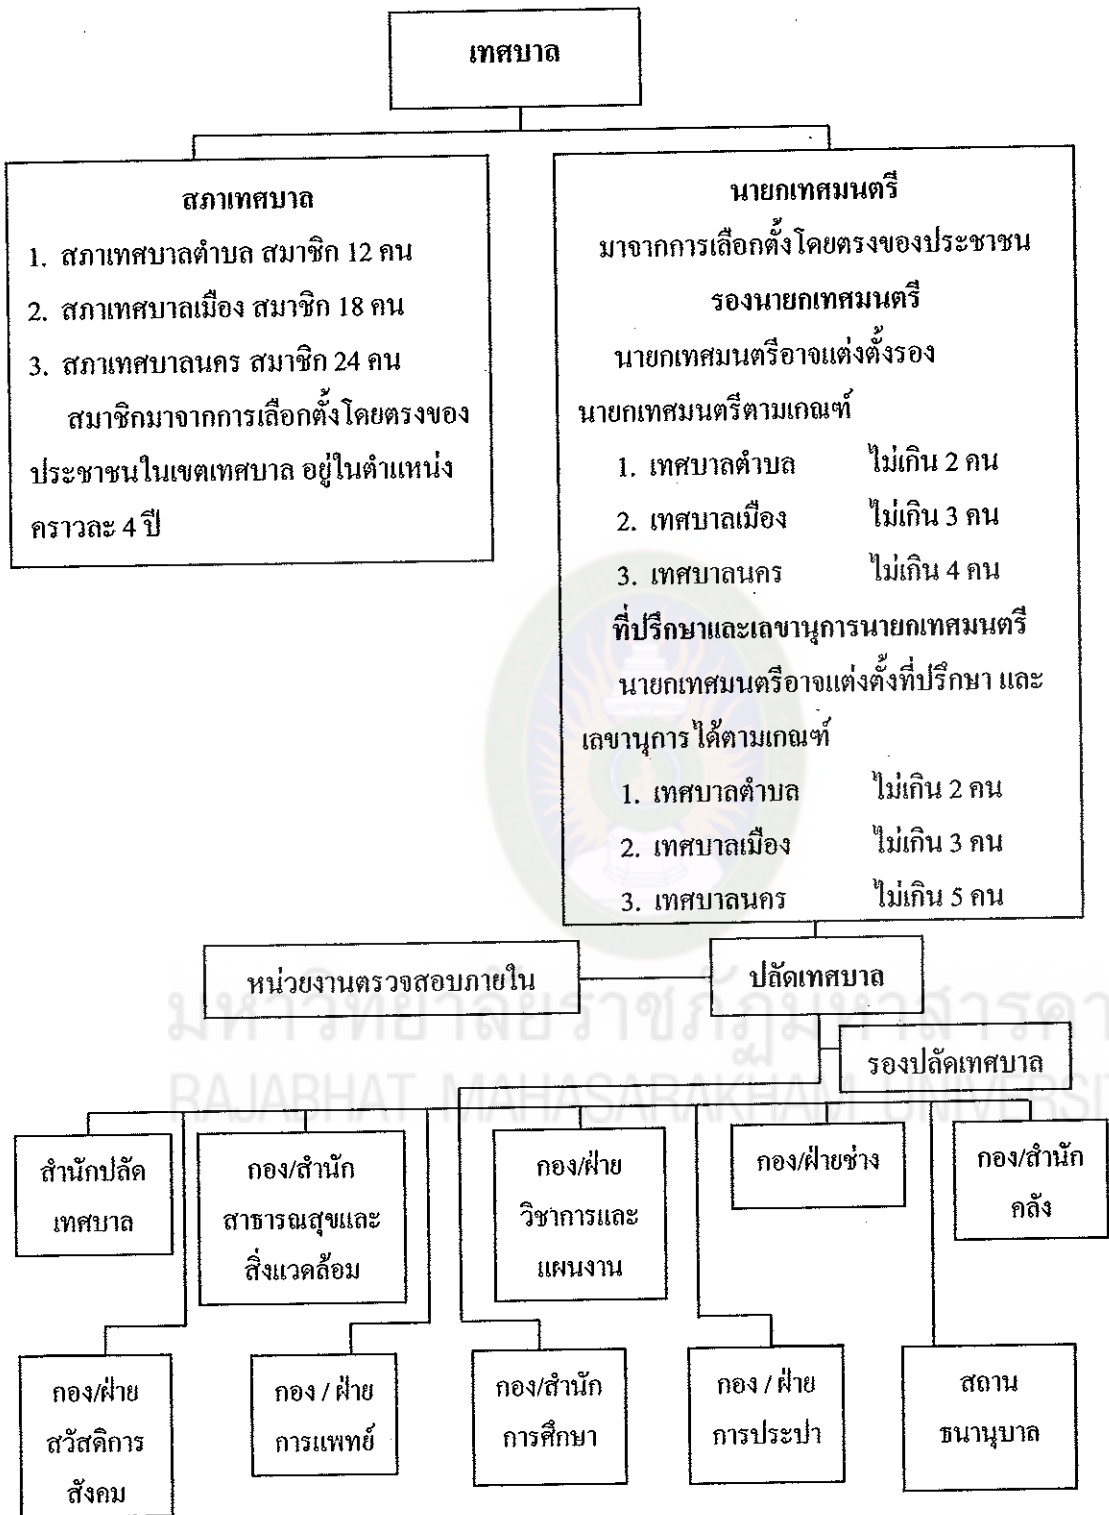 เทศบาล
สภาเทศบาล
1. สภาเทศบาลตำบล สมาชิก 12 คน
2. สภาเทศบาลเมือง สมาชิก 18 คน
3. สภาเทศบาลนคร สมาชิก 24 คน
สมาชิกมาจากการเลือกตั้งโดยตรงของ
ประชาชนในเขตเทศบาล อยู่ในตำแหน่ง
คราวละ 4 ปี
นายกเทศมนตรี
มาจากการเลือกตั้งโดยตรงของประชาชน
รองนายกเทศมนตรี
นายกเทศมนตรีอาจแต่งตั้งรอง
นายกเทศมนตรีตามเกณฑ์
1. เทศบาลตำบล ไม่เกิน 2 คน
2. เทศบาลเมือง ไม่เกิน 3 คน
3. เทศบาลนคร ไม่เกิน 4 คน
ที่ปรึกษาและเลขานุการนายกเทศมนตรี
นายกเทศมนตรีอาจแต่งตั้งที่ปรึกษา และ
เลขานุการ ได้ตามเกณฑ์
1. เทศบาลตำบล ไม่เกิน 2 คน
2. เทศบาลเมือง ไม่เกิน 3 คน
3. เทศบาลนคร ไม่เกิน 5 คน
หน่วยงานตรวจสอบภายใน
ปลัดเทศบาล
รองปลัดเทศบาล
มหาวิทยาลัยราชภัฏมหาสารคา
RAJABHAT MAHASARAKHAM UNIVERSIT
สำนักปลัด
เทศบาล
กอง/สำนัก
สาธารณสุขและ
สิ่งแวดล้อม
กอง/ฝ่าย
วิชาการและ
แผนงาน
กอง/ฝ่ายช่าง
กอง/สำนัก
คลัง
กอง/ฝ่าย
สวัสดิการ
สังคม
กอง / ฝ่าย
การแพทย์
กอง/สำนัก
การศึกษา
กอง / ฝ่าย
การประปา
สถาน
ธนานุบาล